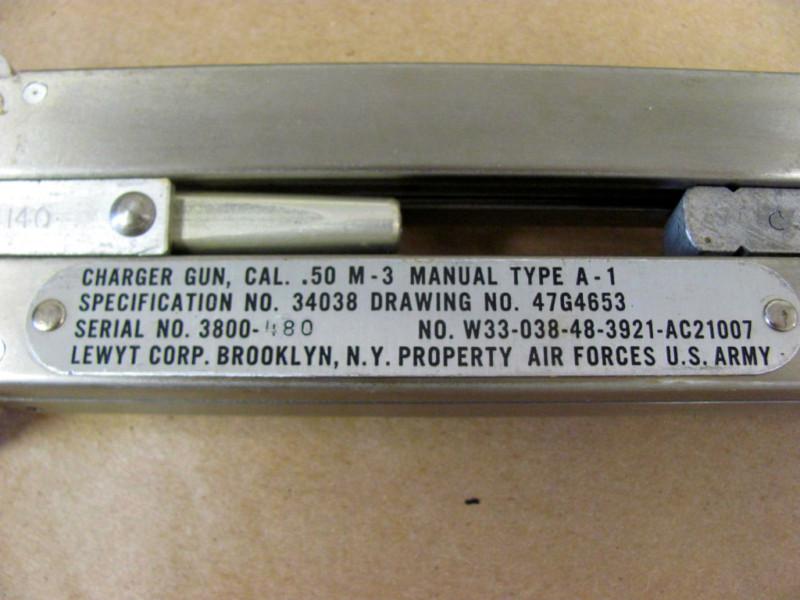 140
C
CHARGER GUN, CAL. .50 M-3 MANUAL TYPE A-1
SPECIFICATION NO. 34038 DRAWING NO. 47G4653
SERIAL NO. 3800-480 NO. W33-038-48-3921-AC21007
LEWYT CORP. BROOKLYN, N.Y. PROPERTY AIR FORCES U.S. ARMY